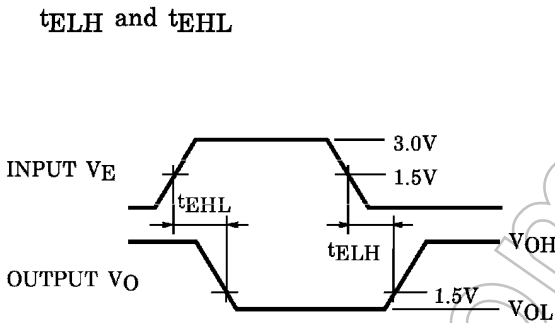 tELH and tEHL
3.0V
INPUT VE
1.5V
tEHL
tELH
VOH
OUTPUT VO
1.5V
VOL